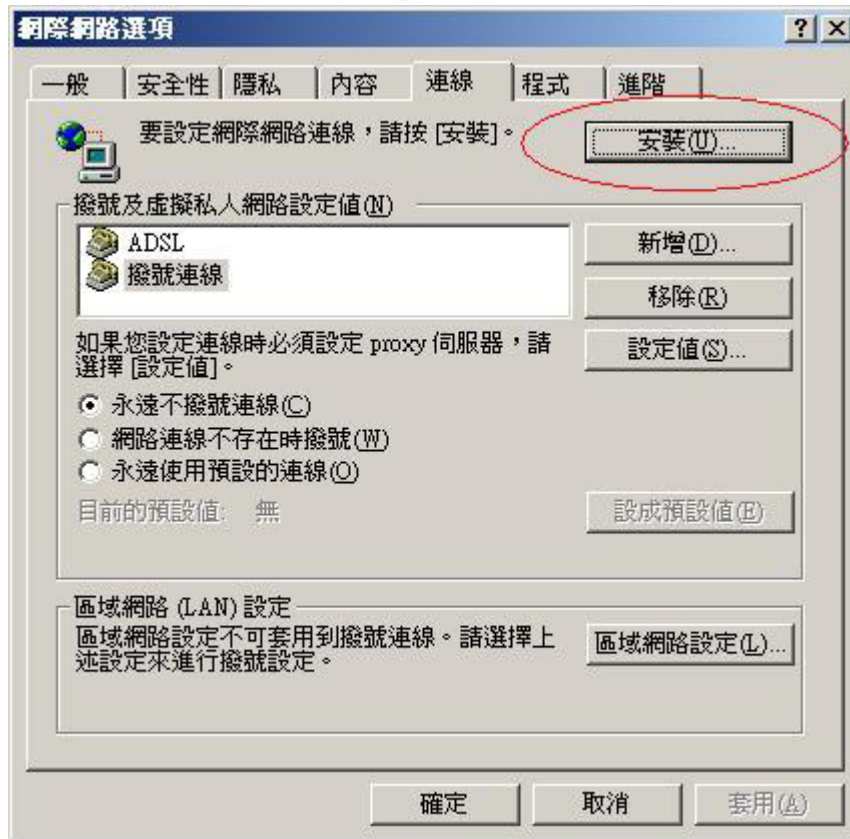 網際網路選項
一般 安全性 隱私 內容 連線 程式 進階
要設定網際網路連線，請按 [安裝]。
安裝(U)...
撥號及虛擬私人網路設定值(N)
ADSL
撥號連線
新增(D)...
移除(R)
如果您設定連線時必須設定 proxy 伺服器，請
選擇 [設定值]。
設定值(S)...
永遠不撥號連線(C)
網路連線不存在時撥號(W)
永遠使用預設的連線(O)
目前的預設值: 無
設成預設值(E)
區域網路 (LAN) 設定
區域網路設定不可套用到撥號連線。請選擇上
述設定來進行撥號設定。
區域網路設定(L)...
確定 取消 套用(A)